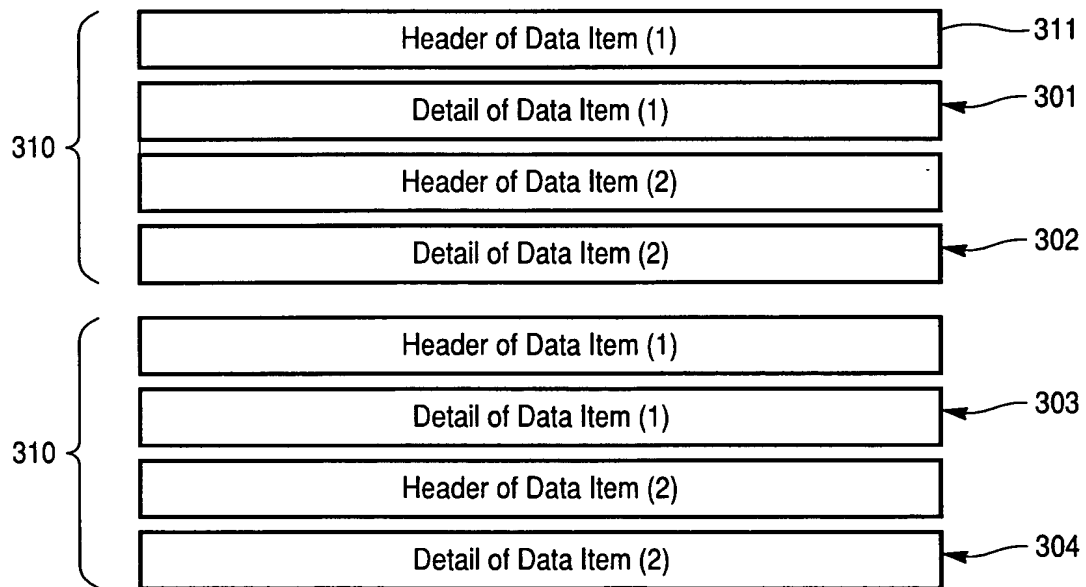 Header of Data Item (1) 311
Detail of Data Item (1) 301
310
Header of Data Item (2)
Detail of Data Item (2) 302
Header of Data Item (1)
Detail of Data Item (1) 303
310
Header of Data Item (2)
Detail of Data Item (2) 304